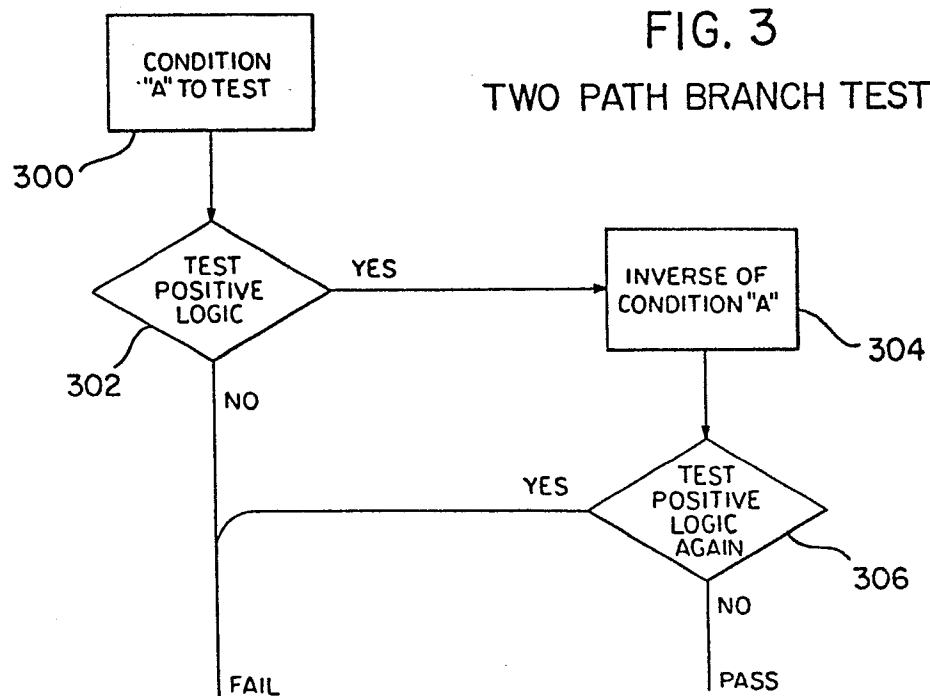 FIG. 3
TWO PATH BRANCH TEST
CONDITION
"A" TO TEST
300
TEST
POSITIVE
LOGIC
302
YES
NO
INVERSE OF
CONDITION "A"
304
TEST
POSITIVE
LOGIC
AGAIN
306
YES
NO
FAIL
PASS